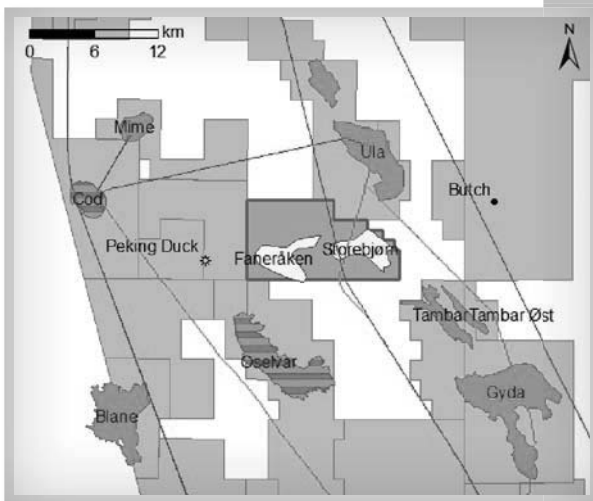 km
0 6 12
N
Mime
Ula
Cod
Butch
Peking Duck
Faneråken
Storebjørn
Tambar Tambar Øst
Oselvar
Gyda
Blane